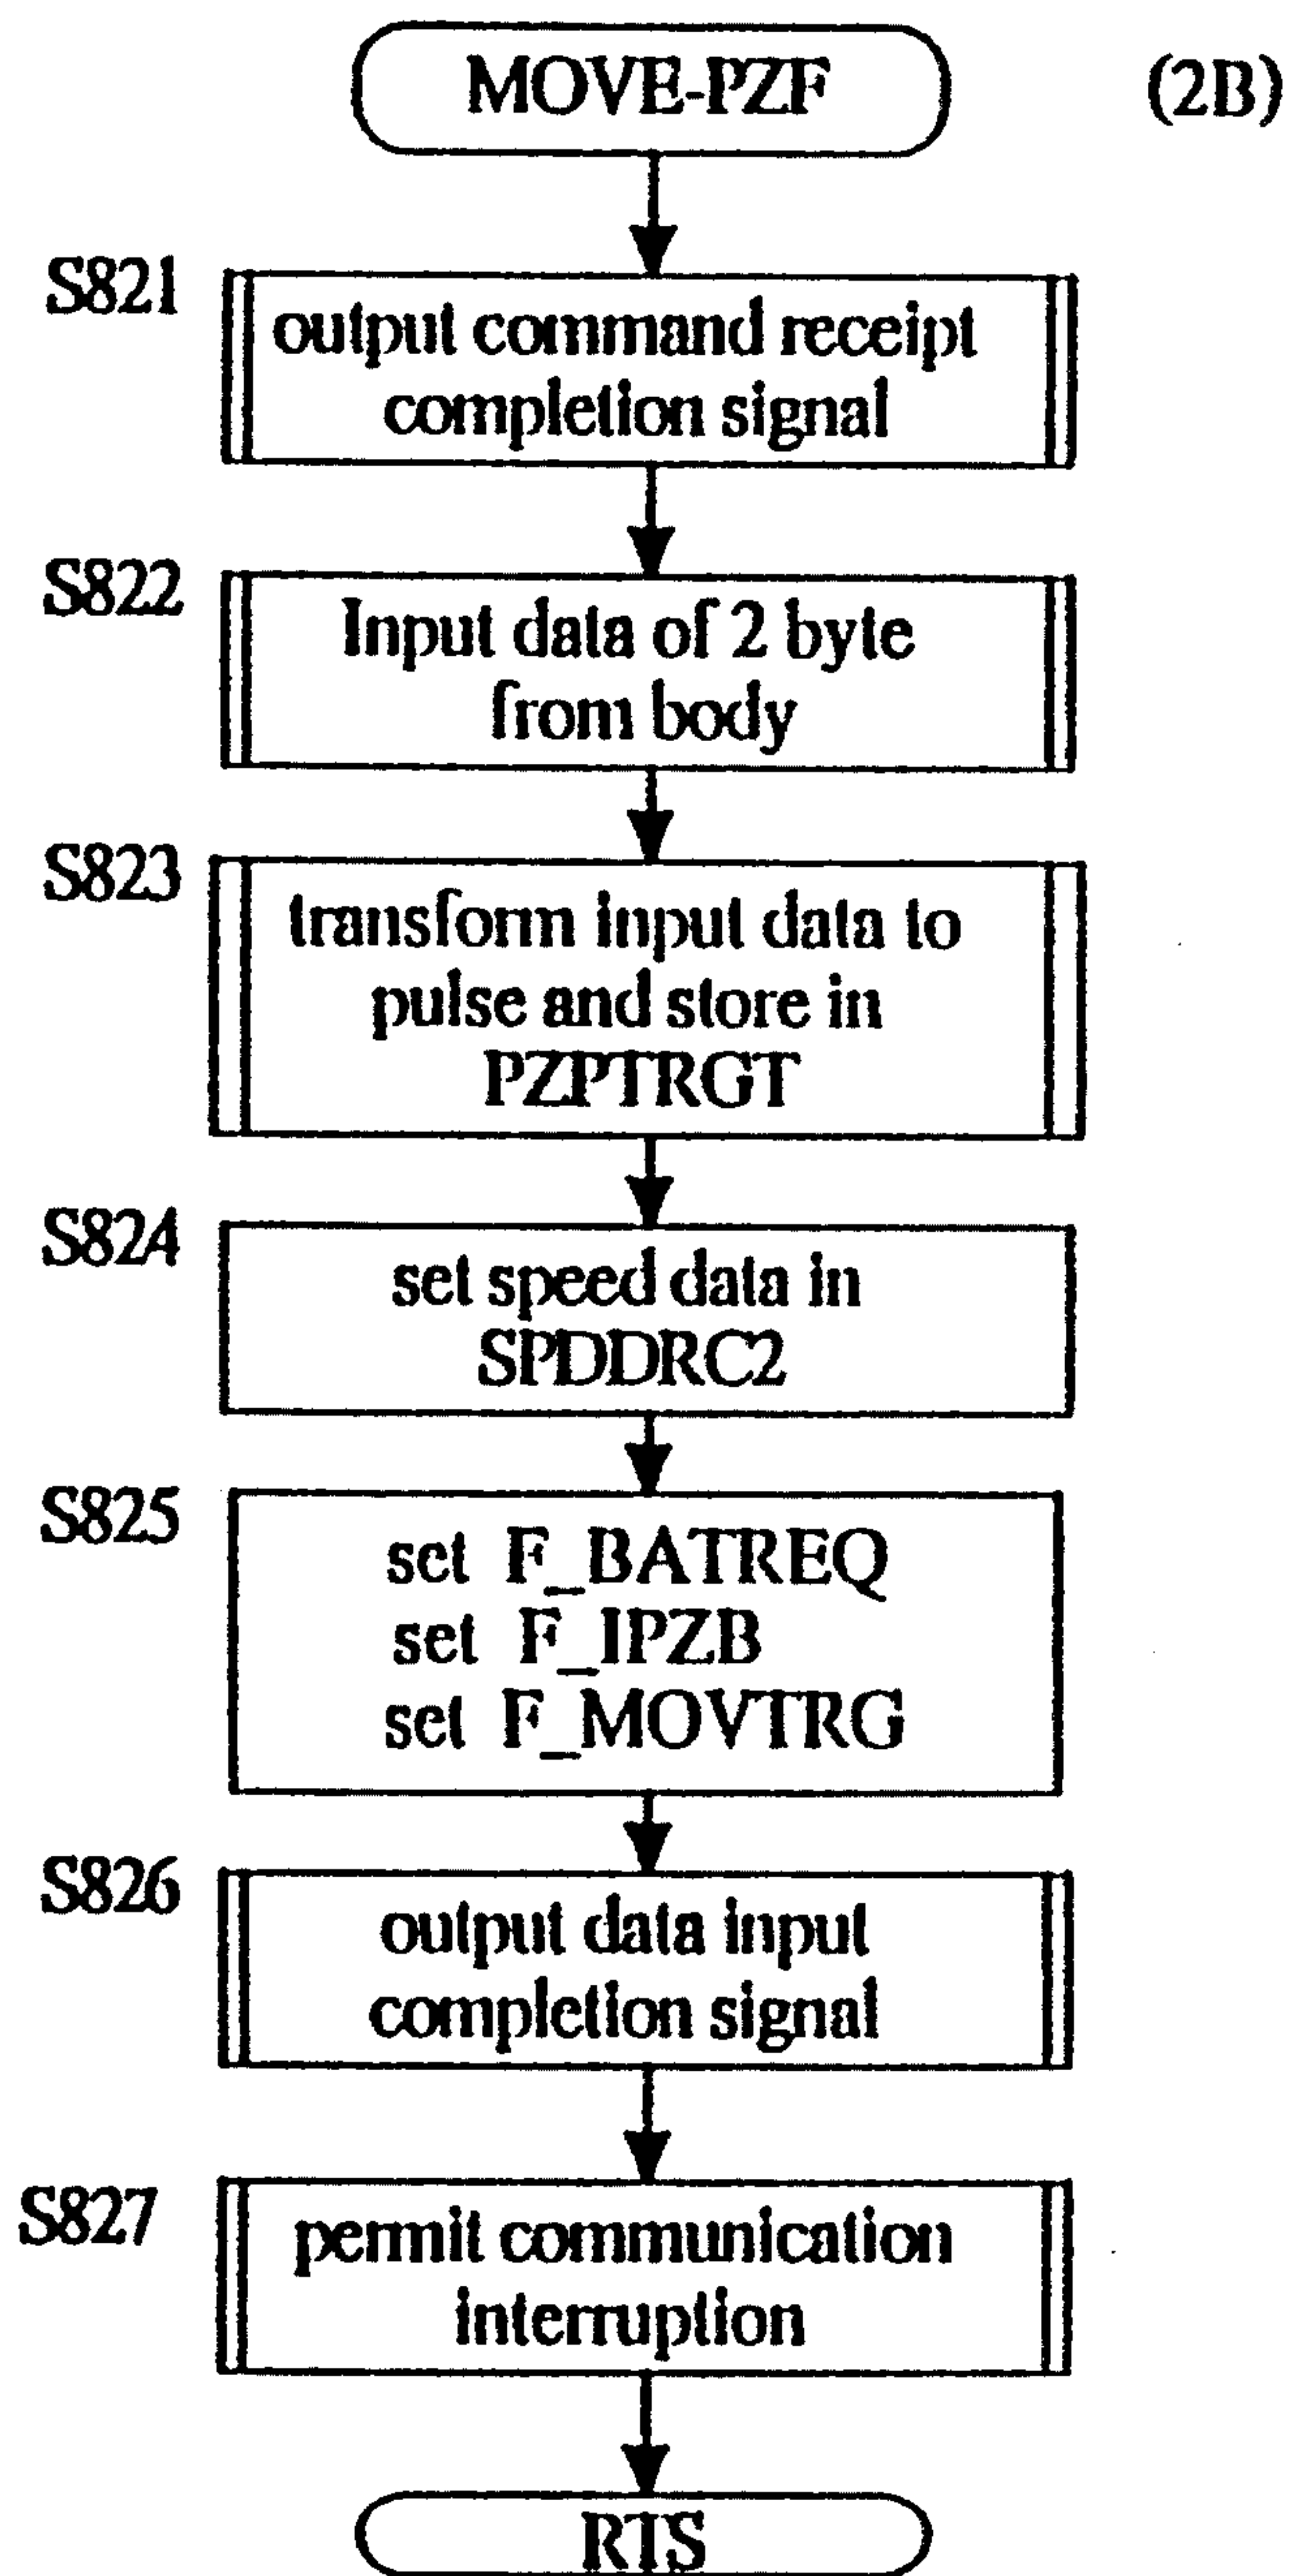 MOVE-PZF
(2B)
S821
output command receipt
completion signal
S822
Input data of 2 byte
from body
S823
transform input data to
pulse and store in
PZPTRGT
S824
set speed data in
SPDDRC2
S825
set F_BATREQ
set F_IPZB
set F_MOVTRG
S826
output data input
completion signal
S827
permit communication
interruption
RTS